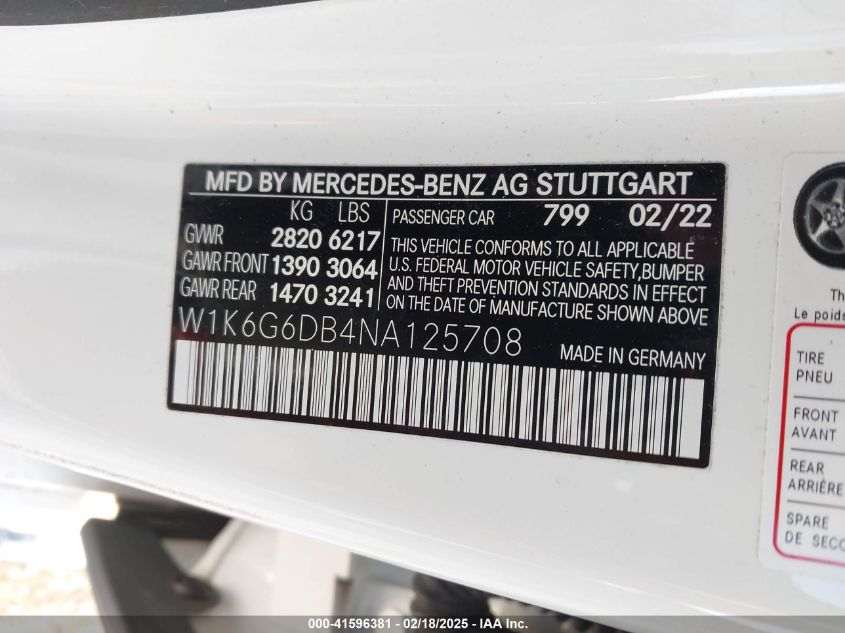 MFD BY MERCEDES-BENZ AG STUTTGART
KG LBS
GVWR 2820 6217
GAWR FRONT 1390 3064
GAWR REAR 1470 3241
PASSENGER CAR 799 02/22
THIS VEHICLE CONFORMS TO ALL APPLICABLE
U.S. FEDERAL MOTOR VEHICLE SAFETY,BUMPER
AND THEFT PREVENTION STANDARDS IN EFFECT
ON THE DATE OF MANUFACTURE SHOWN ABOVE
W1K6G6DB4NA125708
MADE IN GERMANY
Th
Le poids
TIRE
PNEU
FRONT
AVANT
REAR
ARRIÈRE
SPARE
DE SECO
000-41596381 - 02/18/2025 - IAA Inc.